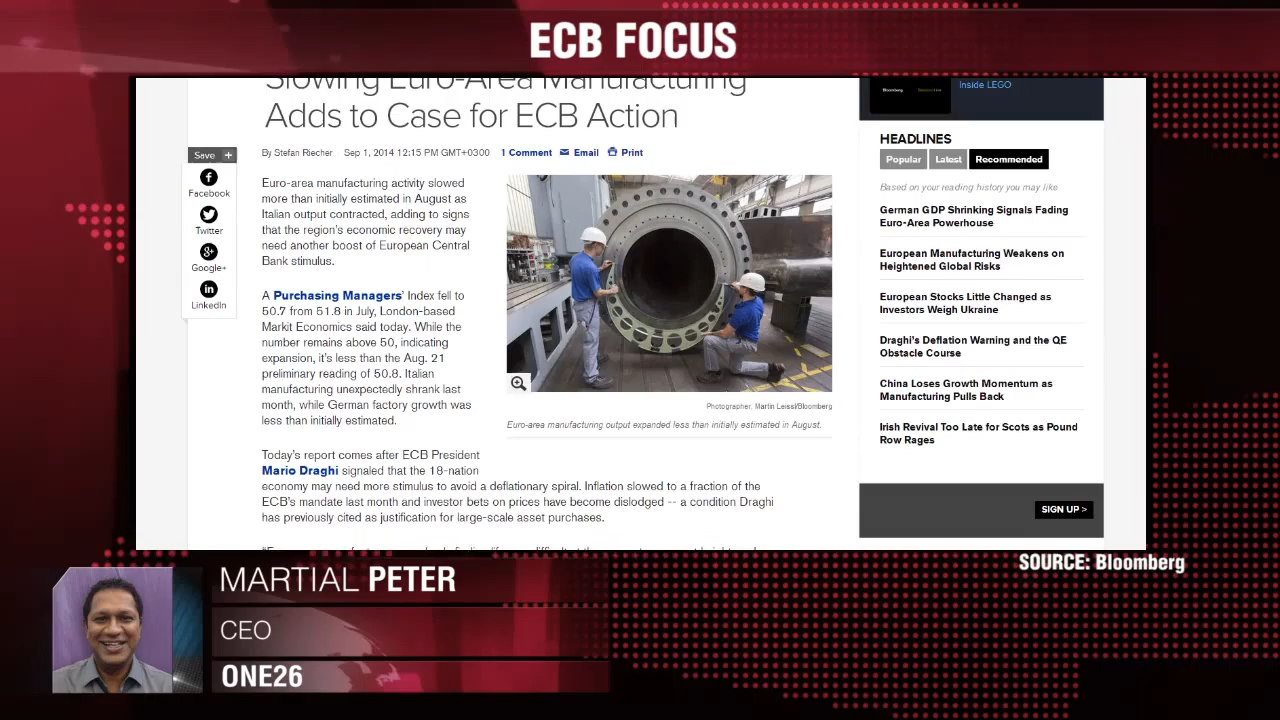 ECB FOCUS
Slowing Euro-Area Manufacturing
Adds to Case for ECB Action
By Stefan Riecher Sep 1, 2014 12:15 PM GMT+0300 1 Comment Email Print
Save +
Facebook
Twitter
Google+
LinkedIn
Euro-area manufacturing activity slowed
more than initially estimated in August as
Italian output contracted, adding to signs
that the region's economic recovery may
need another boost of European Central
Bank stimulus.
A Purchasing Managers' Index fell to
50.7 from 51.8 in July, London-based
Markit Economics said today. While the
number remains above 50, indicating
expansion, it's less than the Aug. 21
preliminary reading of 50.8. Italian
manufacturing unexpectedly shrank last
month, while German factory growth was
less than initially estimated.
Photographer: Martin Leissl/Bloomberg
Euro-area manufacturing output expanded less than initially estimated in August.
Today's report comes after ECB President
Mario Draghi signaled that the 18-nation
economy may need more stimulus to avoid a deflationary spiral. Inflation slowed to a fraction of the
ECB's mandate last month and investor bets on prices have become dislodged -- a condition Draghi
has previously cited as justification for large-scale asset purchases.
Bloomberg
Inside LEGO
HEADLINES
Popular Latest Recommended
Based on your reading history you may like
German GDP Shrinking Signals Fading
Euro-Area Powerhouse
European Manufacturing Weakens on
Heightened Global Risks
European Stocks Little Changed as
Investors Weigh Ukraine
Draghi's Deflation Warning and the QE
Obstacle Course
China Loses Growth Momentum as
Manufacturing Pulls Back
Irish Revival Too Late for Scots as Pound
Row Rages
SIGN UP >
SOURCE: Bloomberg
MARTIAL PETER
CEO
ONE26